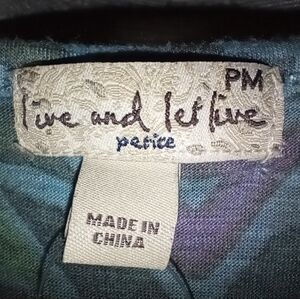 PM
live and let live
petite
MADE IN
CHINA